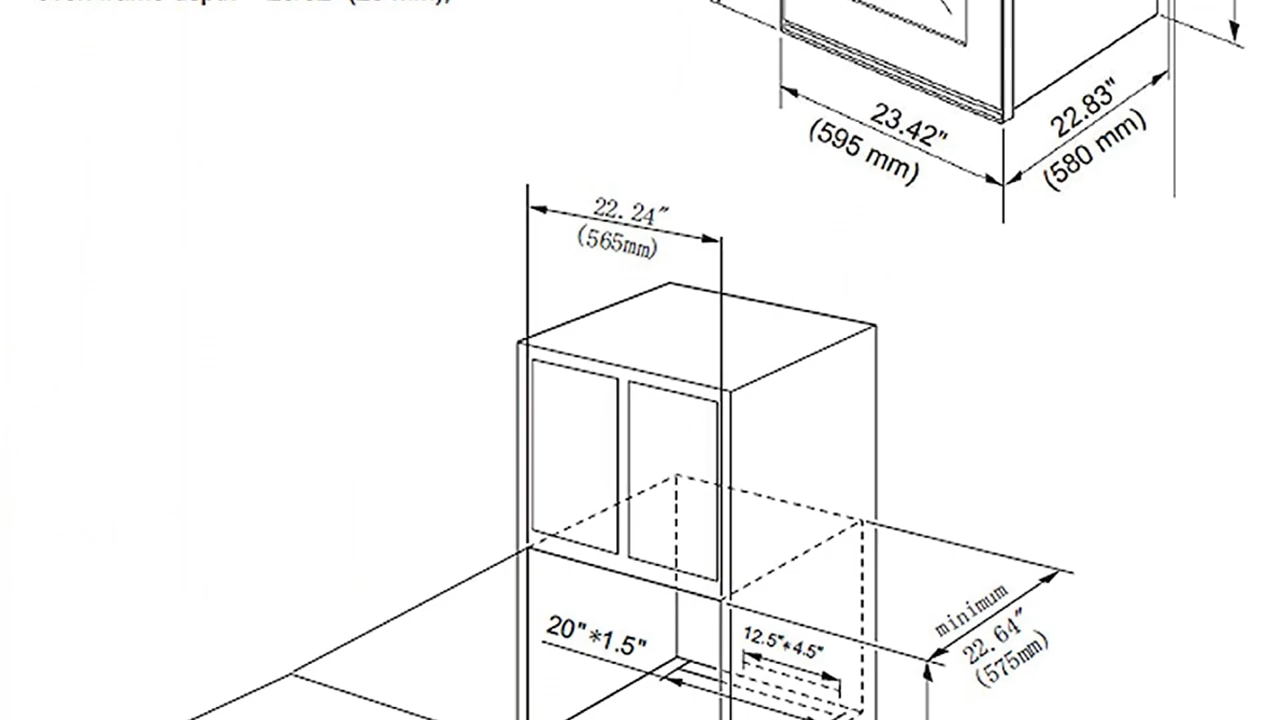 23.42"
(595 mm)
22.83"
(580 mm)
22.24"
(565mm)
minimum
22.64"
(575mm)
20"*1.5"
12.5"*4.5"